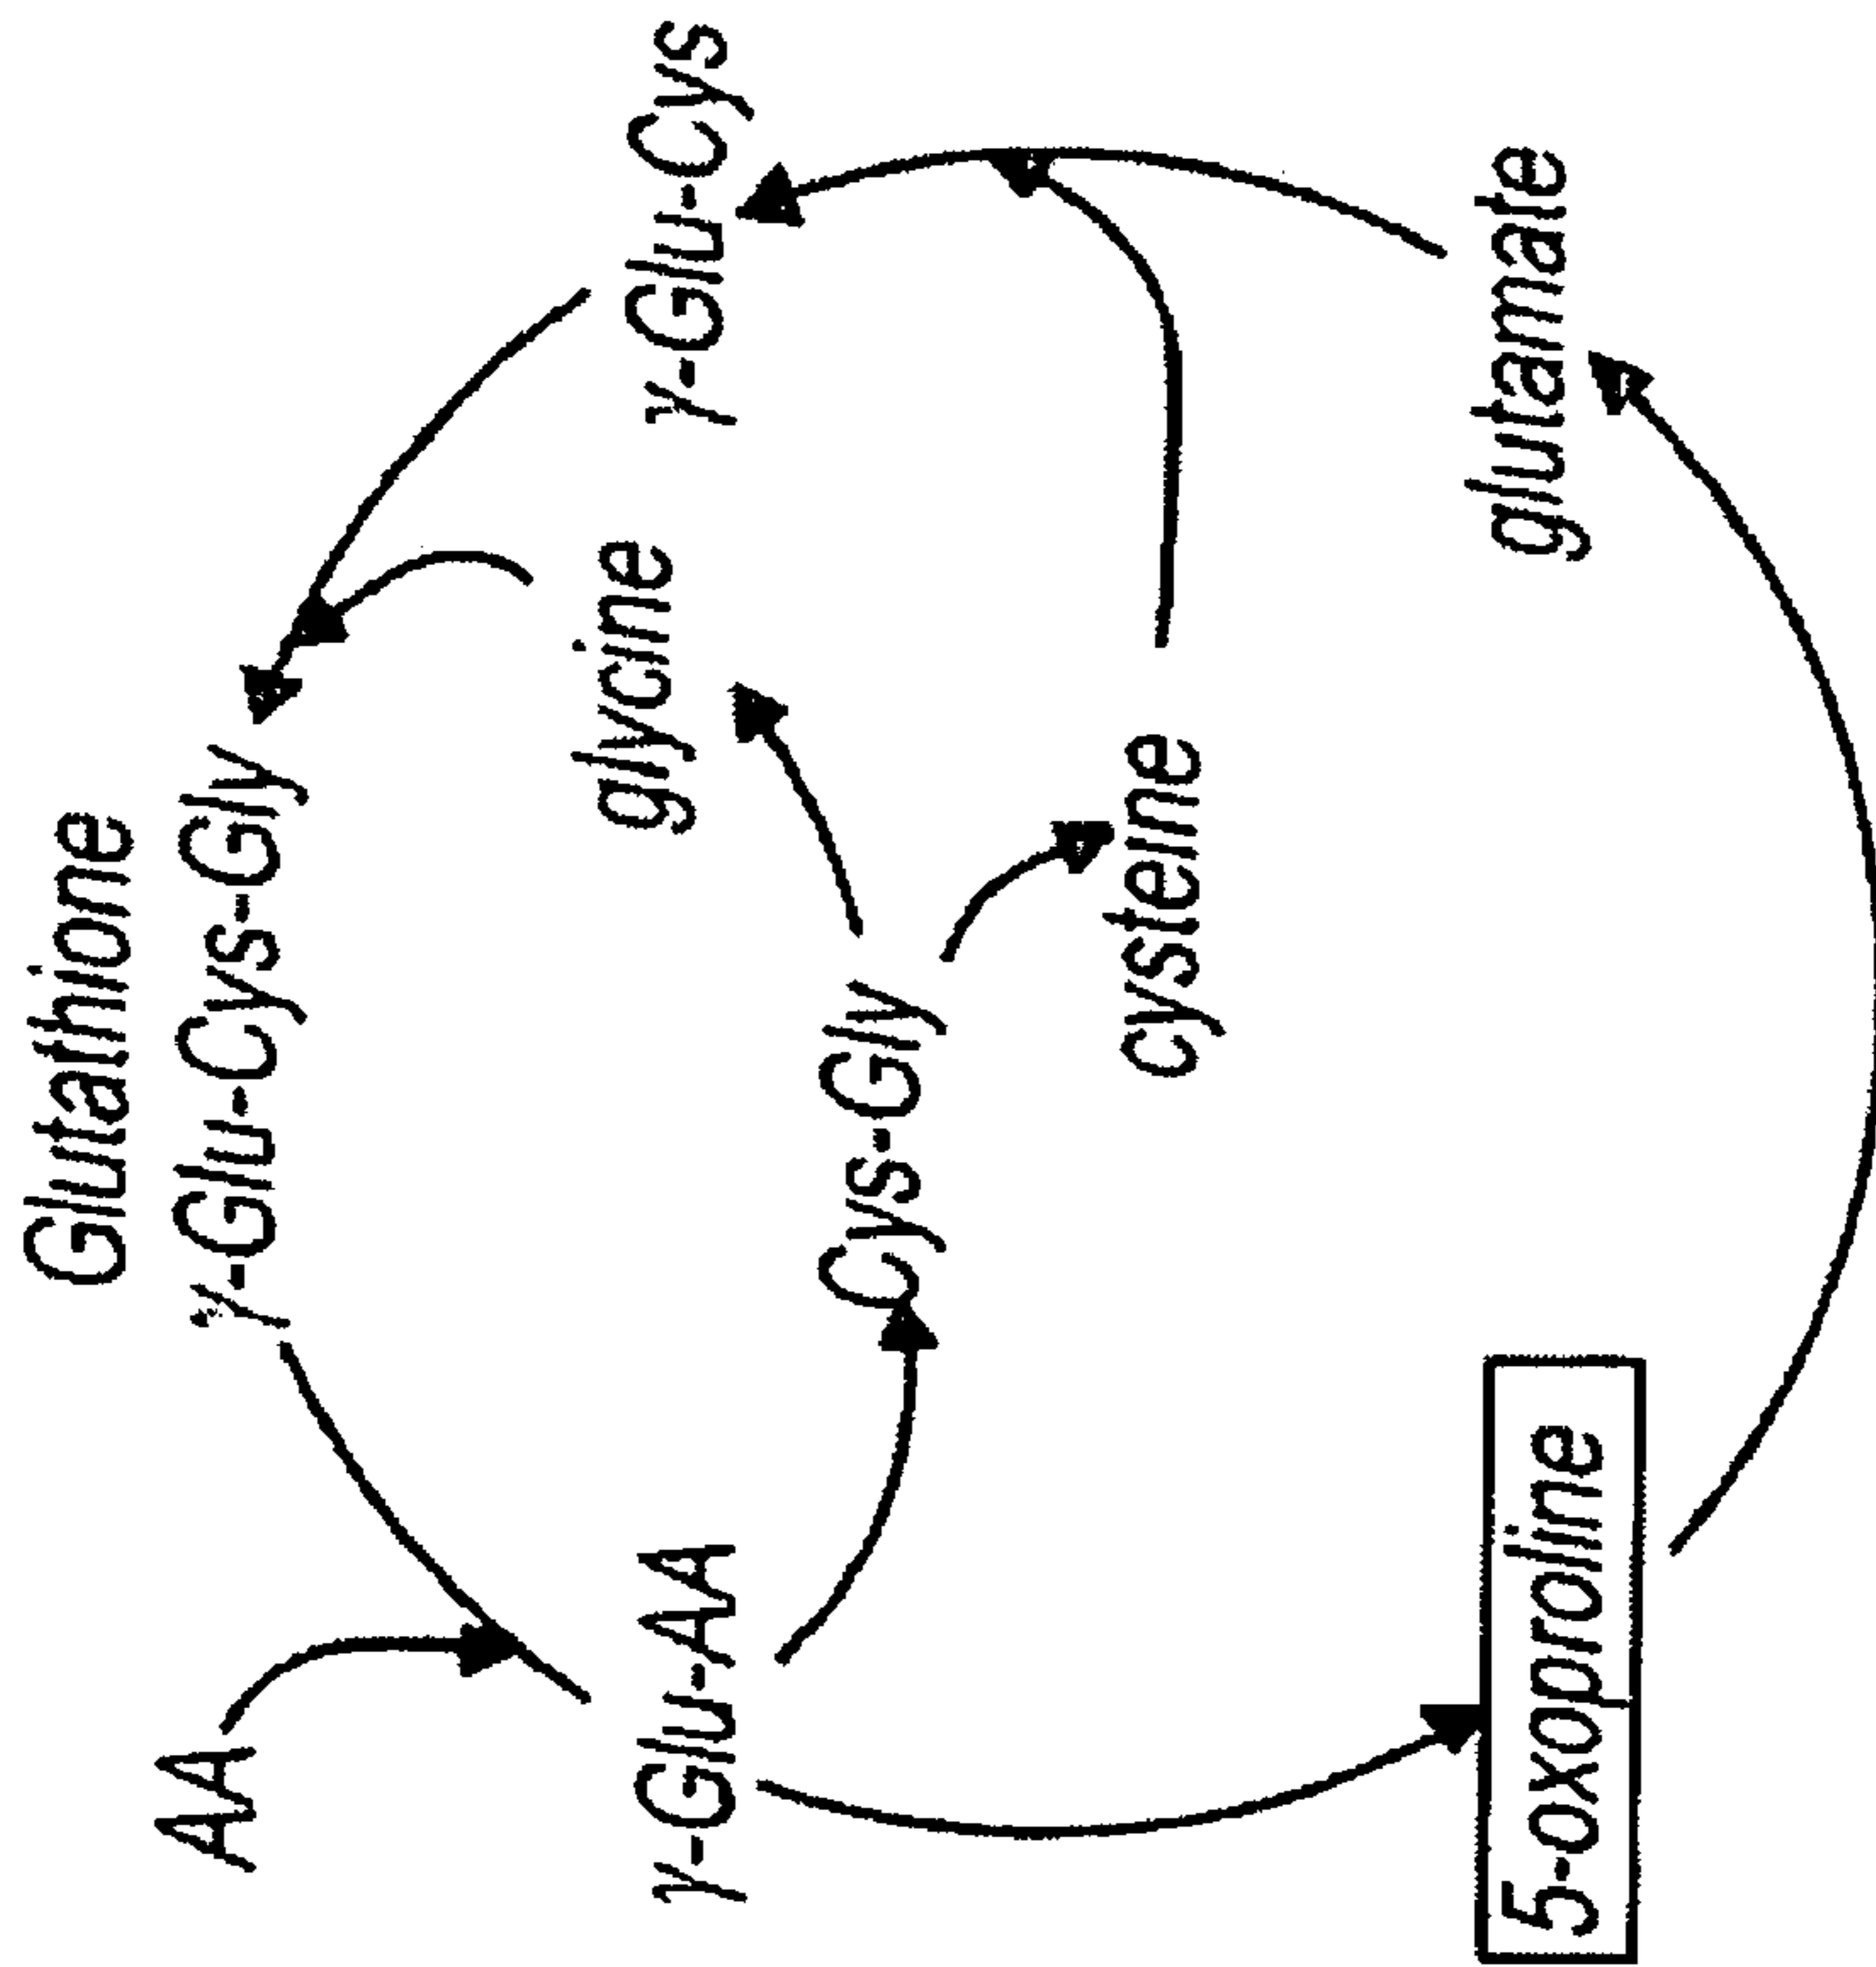 Glutathione
γ-Glu-Cys-Gly
AA
γ-Glu-AA
glycine
γ-Glu-Cys
Cys-Gly
cysteine
5-oxoproline
glutamate